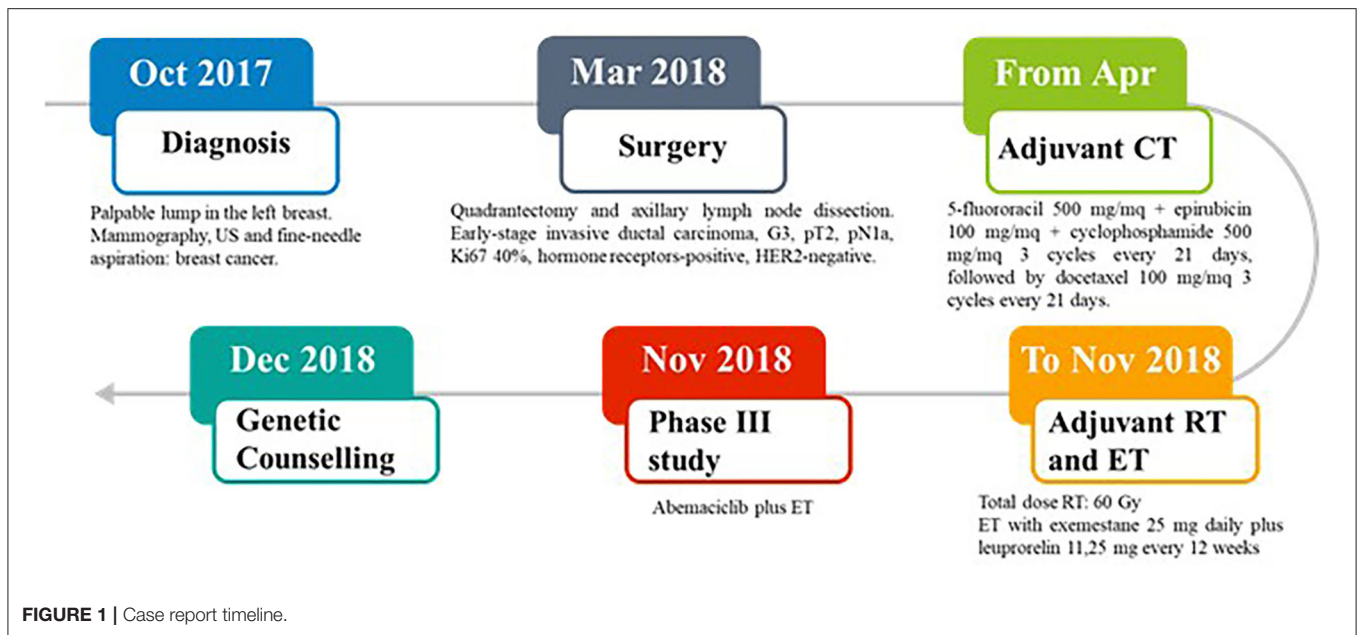 Oct 2017
Diagnosis
Palpable lump in the left breast.
Mammography, US and fine-needle
aspiration: breast cancer.
Mar 2018
Surgery
Quadrantectomy and axillary lymph node dissection.
Early-stage invasive ductal carcinoma, G3, pT2, pN1a,
Ki67 40%, hormone receptors-positive, HER2-negative.
From Apr
Adjuvant CT
5-fluororacil 500 mg/mq + epirubicin
100 mg/mq + cyclophosphamide 500
mg/mq 3 cycles every 21 days,
followed by docetaxel 100 mg/mq 3
cycles every 21 days.
To Nov 2018
Adjuvant RT
and ET
Total dose RT: 60 Gy
ET with exemestane 25 mg daily plus
leuprorelin 11,25 mg every 12 weeks
Nov 2018
Phase III
study
Abemaciclib plus ET
Dec 2018
Genetic
Counselling
FIGURE 1 | Case report timeline.